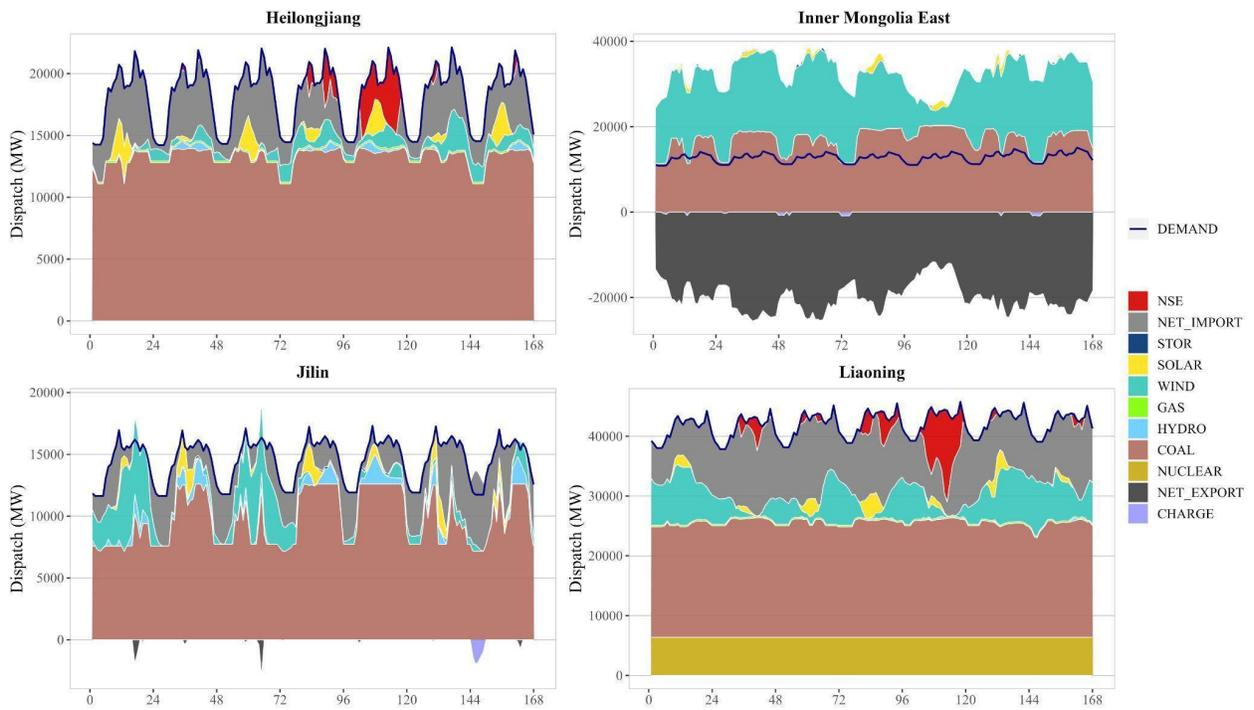 Heilongjiang
Inner Mongolia East
Dispatch (MW)
20000
15000
10000
5000
0
0 24 48 72 96 120 144 168
Dispatch (MW)
40000
20000
0
-20000
0 24 48 72 96 120 144 168
Jilin
Liaoning
Dispatch (MW)
20000
15000
10000
5000
0
0 24 48 72 96 120 144 168
Dispatch (MW)
40000
30000
20000
10000
0
0 24 48 72 96 120 144 168
DEMAND
NSE
NET_IMPORT
STOR
SOLAR
WIND
GAS
HYDRO
COAL
NUCLEAR
NET_EXPORT
CHARGE